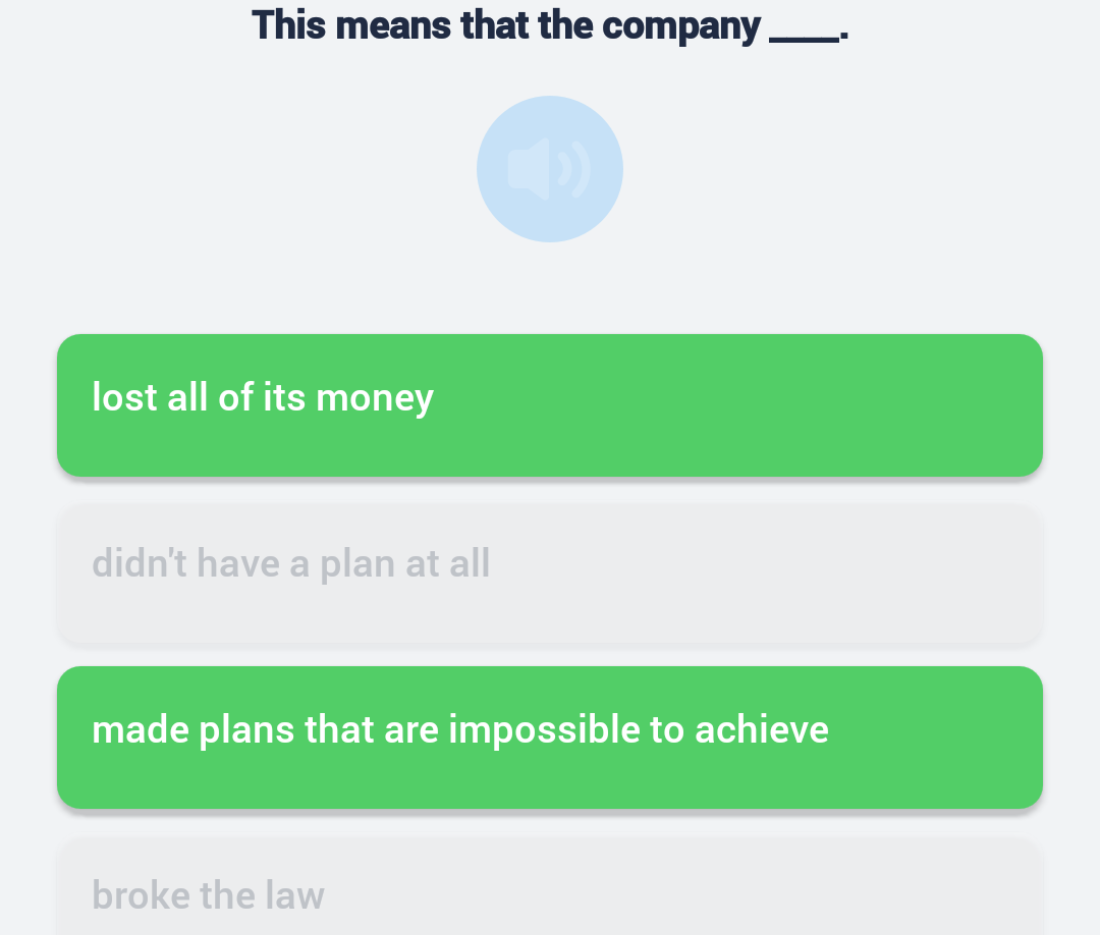 This means that the company ____.
lost all of its money
didn't have a plan at all
made plans that are impossible to achieve
broke the law